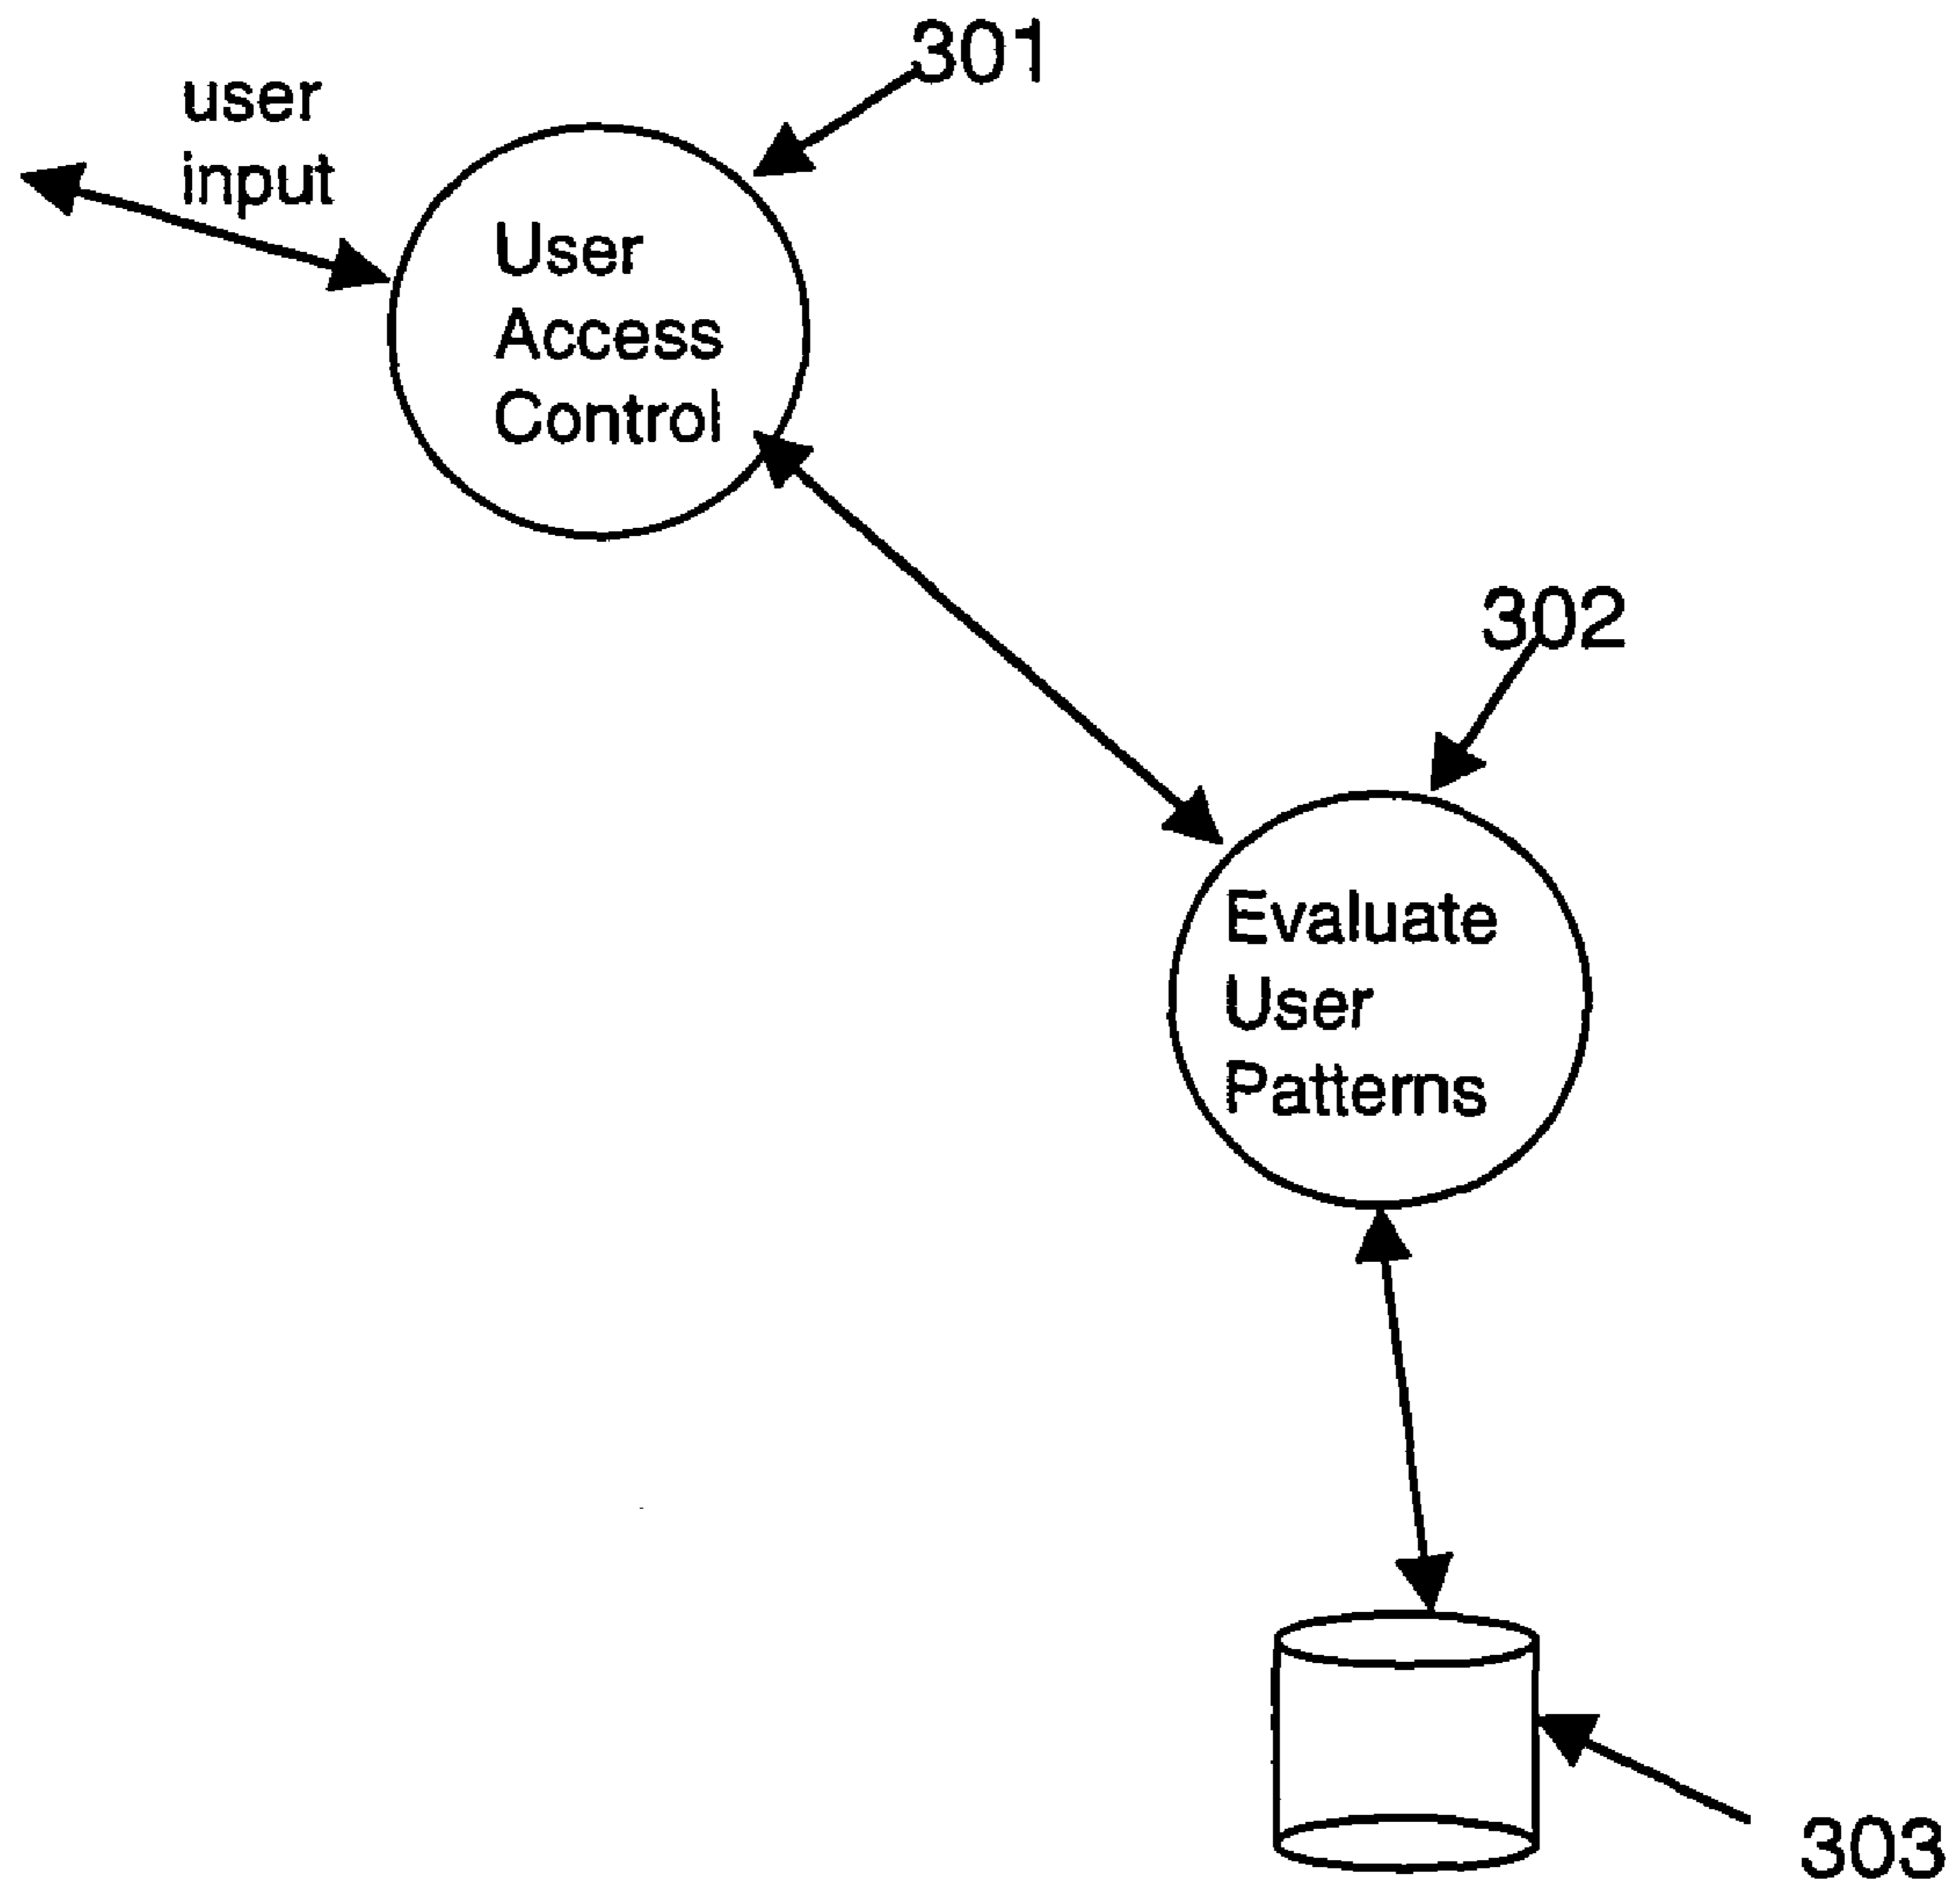 301
user
input
User
Access
Control
302
Evaluate
User
Patterns
303